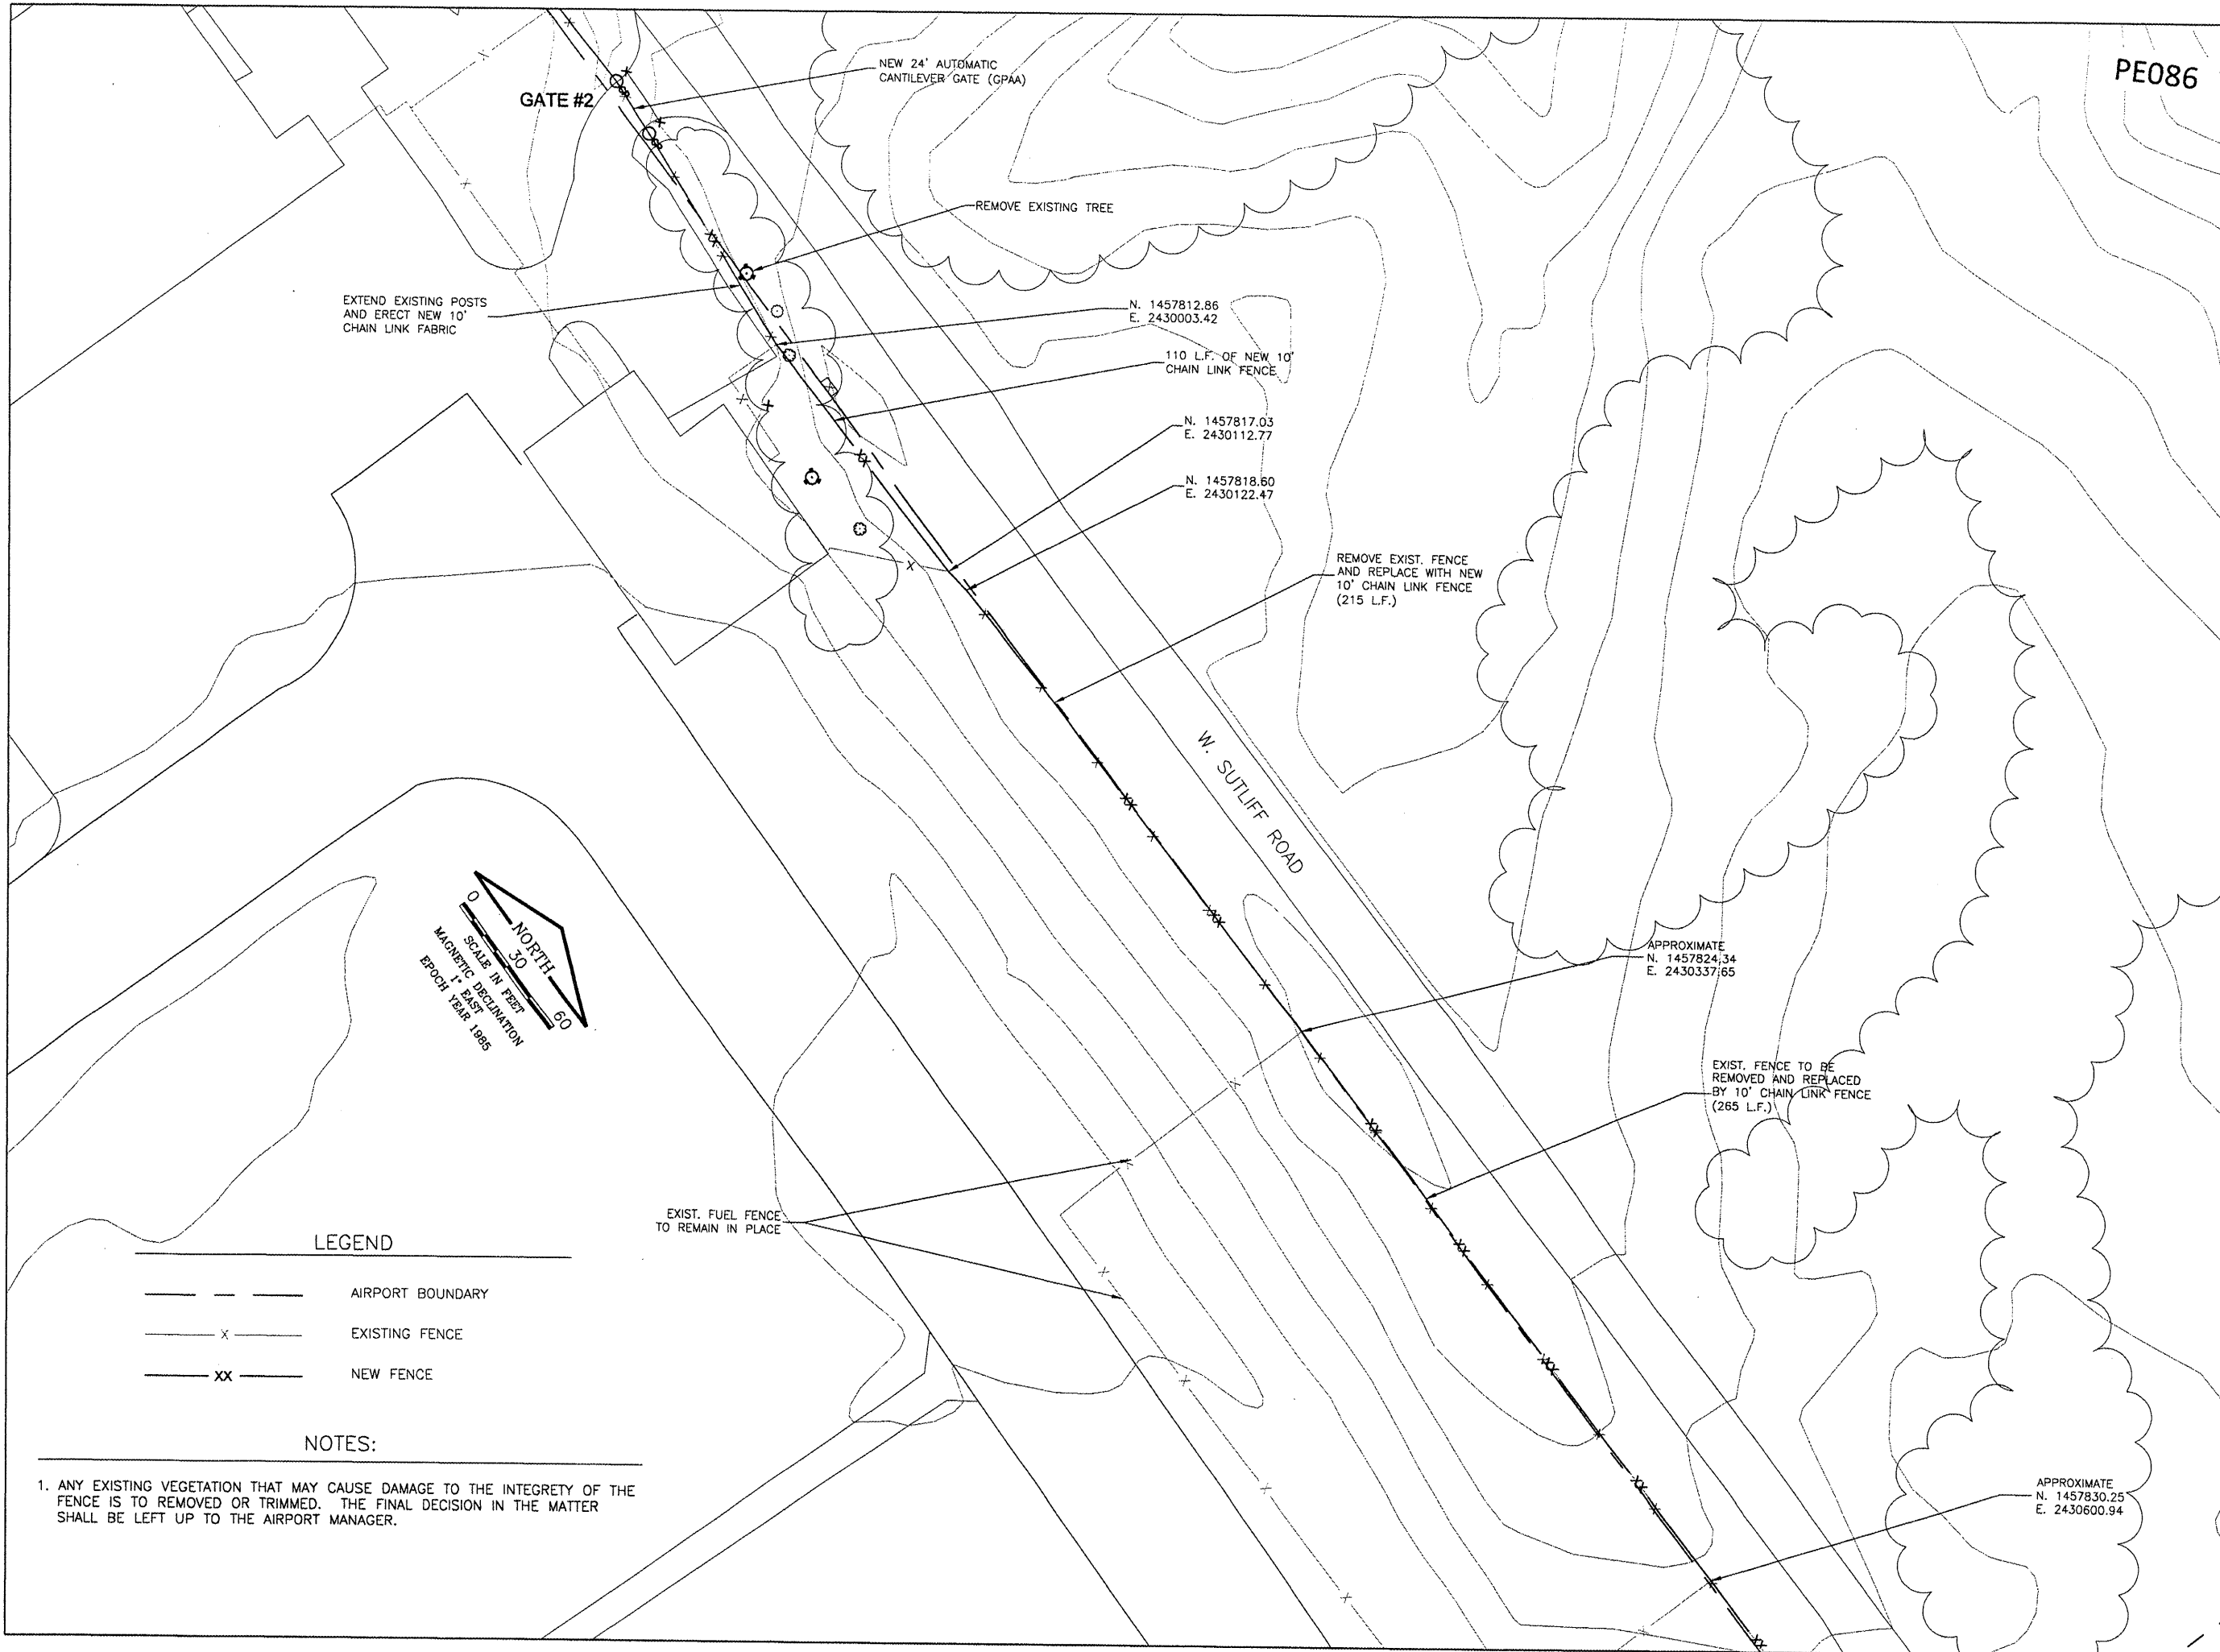 PE086
NEW 24' AUTOMATIC
CANTILEVER GATE (GPAA)
GATE #2
REMOVE EXISTING TREE
EXTEND EXISTING POSTS
AND ERECT NEW 10'
CHAIN LINK FABRIC
N. 1457812.86
E. 2430003.42
110 L.F. OF NEW 10'
CHAIN LINK FENCE
N. 1457817.03
E. 2430112.77
N. 1457818.60
E. 2430122.47
REMOVE EXIST. FENCE
AND REPLACE WITH NEW
10' CHAIN LINK FENCE
(215 L.F.)
W. SUTLIFF ROAD
NORTH
0 30 60
SCALE IN FEET
MAGNETIC DECLINATION
1° EAST
EPOCH YEAR 1985
APPROXIMATE
N. 1457824.34
E. 2430337.65
EXIST. FENCE TO BE
REMOVED AND REPLACED
BY 10' CHAIN LINK FENCE
(265 L.F.)
EXIST. FUEL FENCE
TO REMAIN IN PLACE
LEGEND
AIRPORT BOUNDARY
X EXISTING FENCE
XX NEW FENCE
NOTES:
1. ANY EXISTING VEGETATION THAT MAY CAUSE DAMAGE TO THE INTEGRETY OF THE
FENCE IS TO REMOVED OR TRIMMED. THE FINAL DECISION IN THE MATTER
SHALL BE LEFT UP TO THE AIRPORT MANAGER.
APPROXIMATE
N. 1457830.25
E. 2430600.94